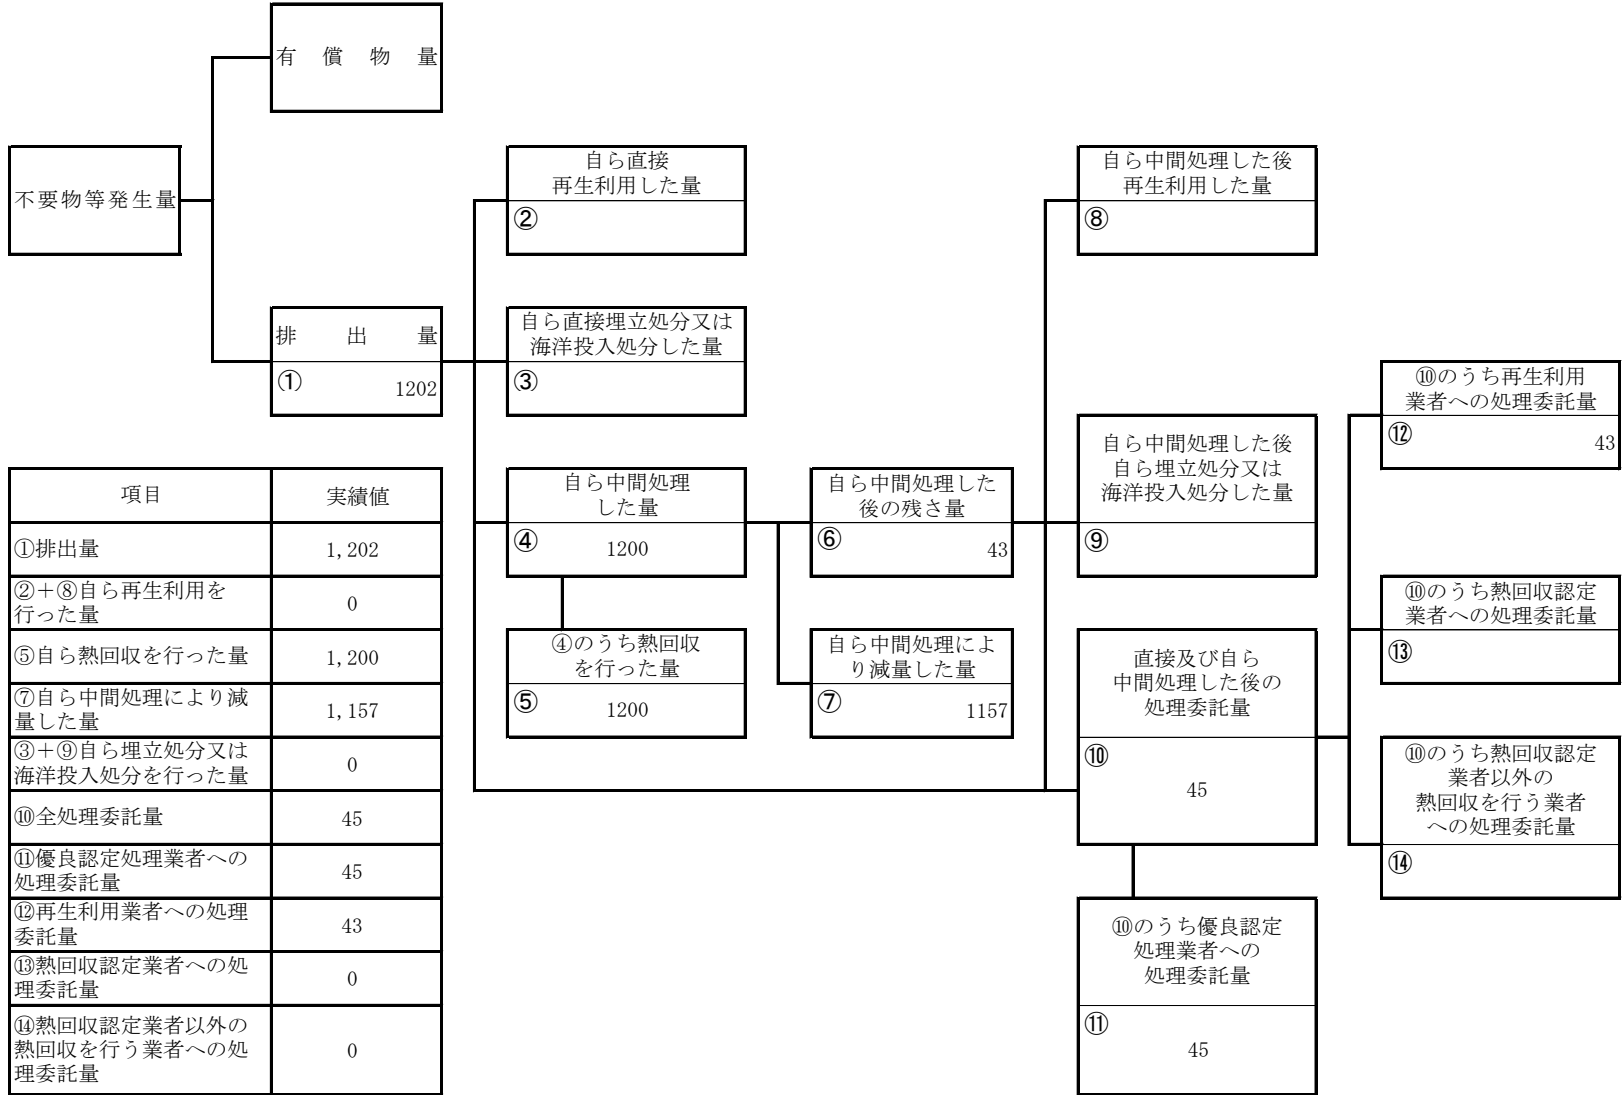 有償物量
不要物等発生量
排出量
①
1202
自ら直接
再生利用した量
②
自ら直接埋立処分又は
海洋投入処分した量
③
自ら中間処理
した量
④
1200
④のうち熱回収
を行った量
⑤
1200
自ら中間処理した
後の残さ量
⑥
43
自ら中間処理によ
り減量した量
⑦
1157
自ら中間処理した後
再生利用した量
⑧
自ら中間処理した後
自ら埋立処分又は
海洋投入処分した量
⑨
直接及び自ら
中間処理した後の
処理委託量
⑩
45
⑩のうち優良認定
処理業者への
処理委託量
⑪
45
⑩のうち再生利用
業者への処理委託量
⑫
43
⑩のうち熱回収認定
業者への処理委託量
⑬
⑩のうち熱回収認定
業者以外の
熱回収を行う業者
への処理委託量
⑭
項目 実績値
①排出量 1,202
②+⑧自ら再生利用を
行った量 0
⑤自ら熱回収を行った量 1,200
⑦自ら中間処理により減
量した量 1,157
③+⑨自ら埋立処分又は
海洋投入処分を行った量 0
⑩全処理委託量 45
⑪優良認定処理業者への
処理委託量 45
⑫再生利用業者への処理
委託量 43
⑬熱回収認定業者への処
理委託量 0
⑭熱回収認定業者以外の
熱回収を行う業者への処
理委託量 0